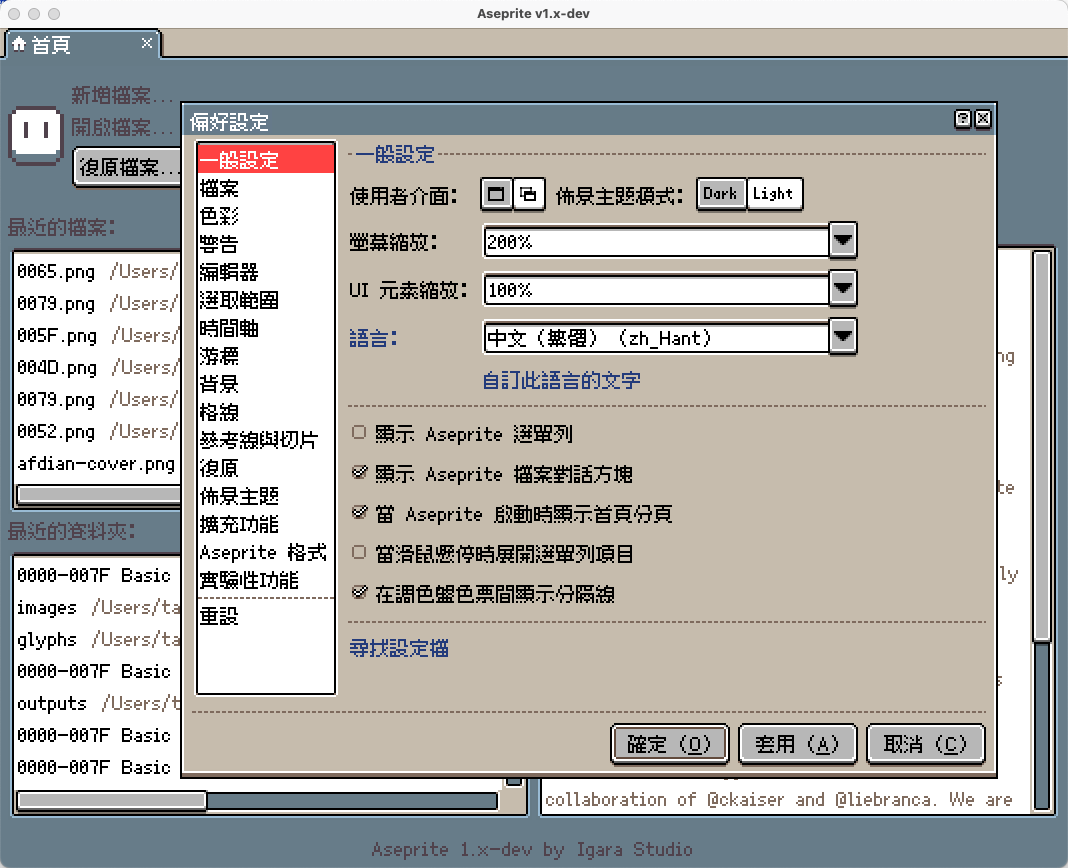 Aseprite v1.x-dev
首頁
新增檔案...
開啟檔案...
復原檔案...
最近的檔案:
0065.png /Users/
0079.png /Users/
005F.png /Users/
004D.png /Users/
0079.png /Users/
0052.png /Users/
afdian-cover.png
最近的資料夾:
0000-007F Basic
images /Users/ta
glyphs /Users/ta
0000-007F Basic
outputs /Users/t
0000-007F Basic
0000-007F Basic
偏好設定
一般設定
檔案
色彩
警告
編輯器
選取範圍
時間軸
游標
背景
格線
參考線與切片
復原
佈景主題
擴充功能
Aseprite 格式
實驗性功能
重設
一般設定
使用者介面: 佈景主題模式: Dark Light
螢幕縮放: 200%
UI 元素縮放: 100%
語言: 中文 (繁體) (zh_Hant)
自訂此語言的文字
顯示 Aseprite 選單列
顯示 Aseprite 檔案對話方塊
當 Aseprite 啟動時顯示首頁分頁
當滑鼠懸停時展開選單列項目
在調色盤色票間顯示分隔線
尋找設定檔
確定 (O) 套用 (A) 取消 (C)
ng
te
ly
collaboration of @ckaiser and @liebranca. We are
Aseprite 1.x-dev by Igara Studio